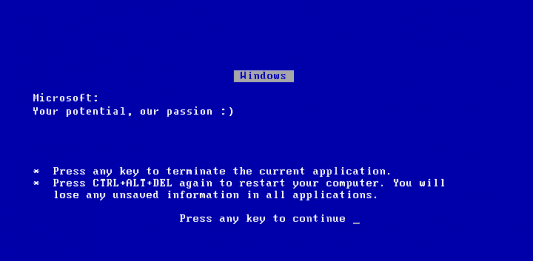 Windows
Microsoft:
Your potential, our passion :)
* Press any key to terminate the current application.
* Press CTRL+ALT+DEL again to restart your computer. You will
lose any unsaved information in all applications.
Press any key to continue _